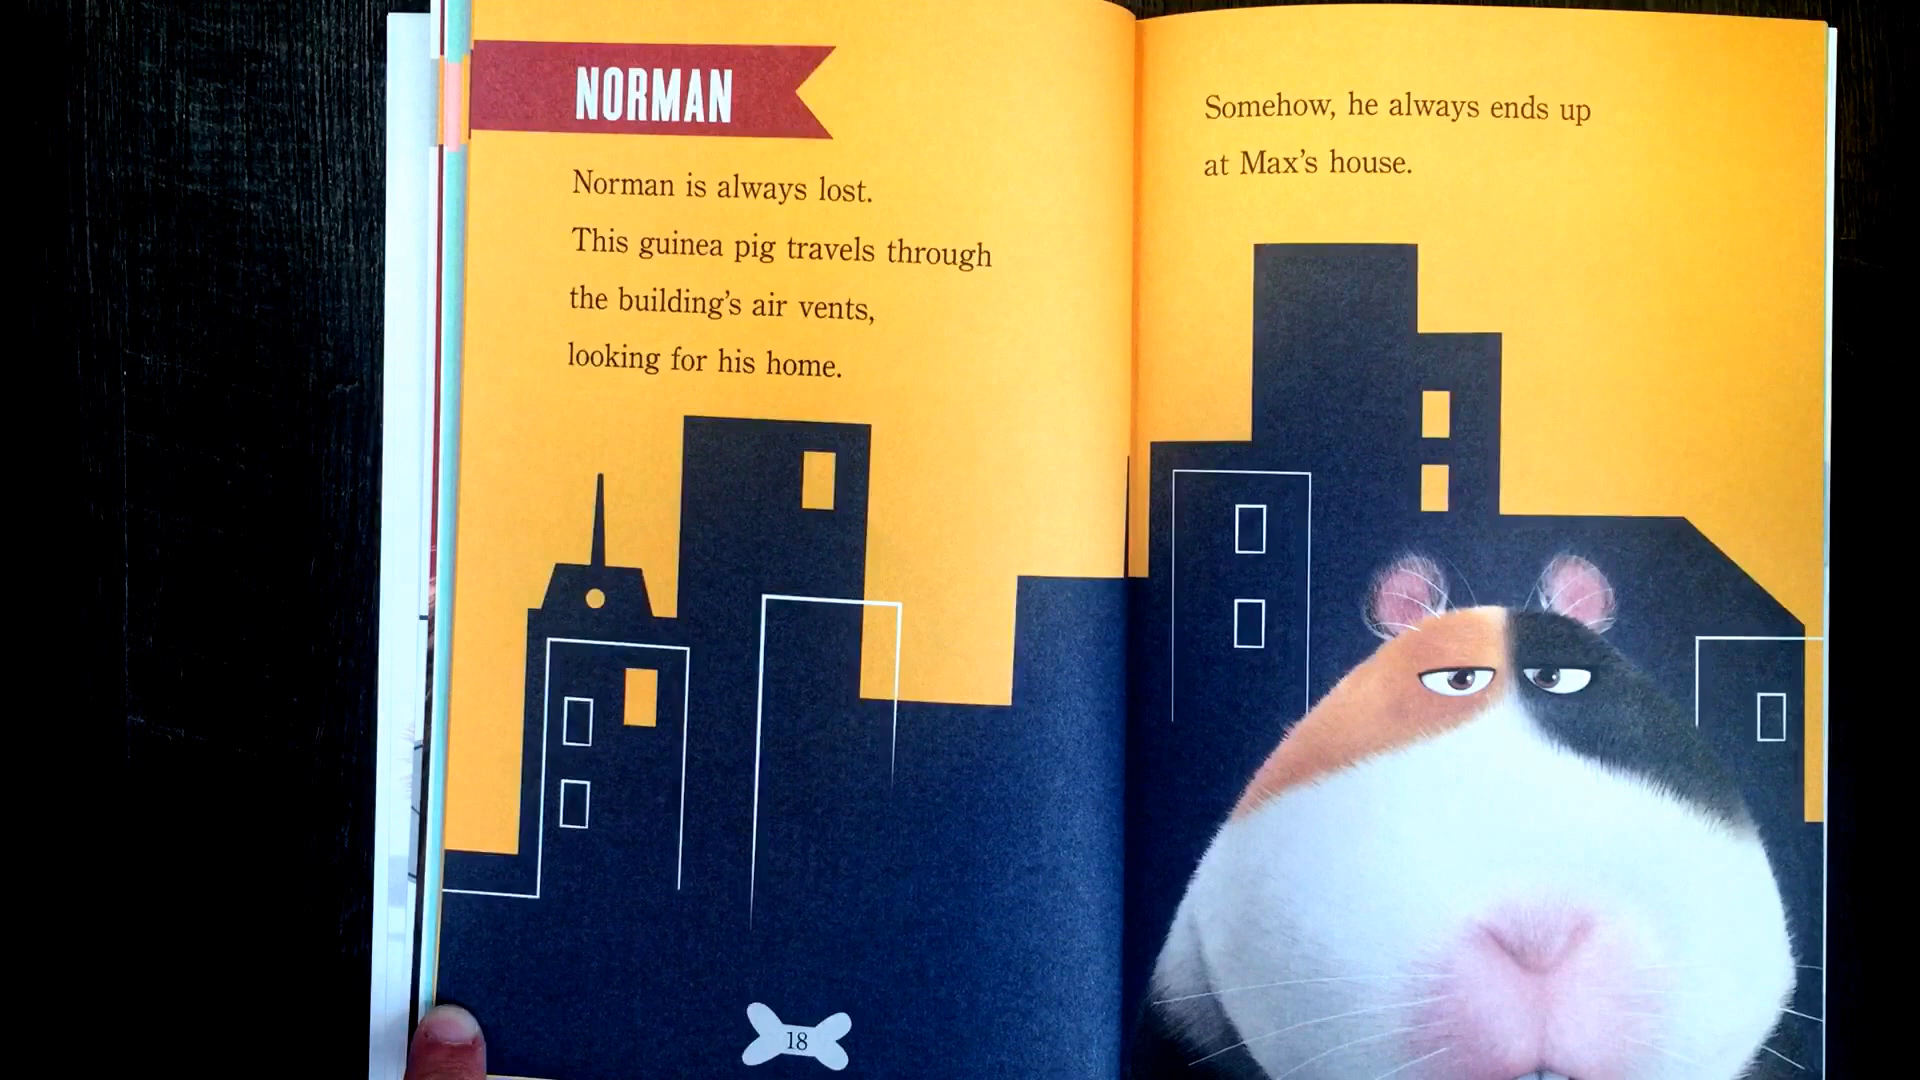 NORMAN
Norman is always lost.
This guinea pig travels through
the building's air vents,
looking for his home.
18
Somehow, he always ends up
at Max's house.